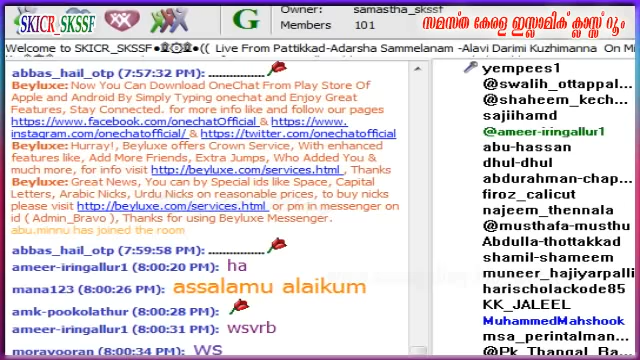 SKICR_SKSSF
G
Owner: samastha_skssf
Members 101
സമസ്ത കേരള ഇസ്ലാമിക് ക്ലാസ്സ് റൂം
Welcome to SKICR_SKSSF Live From Pattikkad-Adarsha Sammelanam -Alavi Darimi Kuzhimanna On Mi
abbas_hail_otp (7:57:32 PM): ................
Beyluxe: Now You Can Download OneChat From Play Store Of
Apple and Android By Simply Typing onechat and Enjoy Great
Features, Stay Connected. for more info like and follow our pages
https://www.facebook.com/onechatOfficial & https://www.
instagram.com/onechatofficial/ & https://twitter.com/onechatofficial
Beyluxe: Hurray!, Beyluxe offers Crown Service, With enhanced
features like, Add More Friends, Extra Jumps, Who Added You &
much more, for info visit http://beyluxe.com/services.html , Thanks
Beyluxe: Great News, You can by Special ids like Space, Capital
Letters, Arabic Nicks, Urdu Nicks on reasonable prices, to buy nicks
please visit http://beyluxe.com/services.html or pm in messenger on
id ( Admin_Bravo ), Thanks for using Beyluxe Messenger.
abu.minnu has joined the room
abbas_hail_otp (7:59:58 PM): ................
ameer-iringallur1 (8:00:20 PM): ha
mana123 (8:00:26 PM): assalamu alaikum
amk-pookolathur (8:00:28 PM):
ameer-iringallur1 (8:00:31 PM): wsvrb
morayooran (8:00:34 PM): ws
yempees1
@swalih_ottappal...
@shaheem_kech...
sajiihamd
@ameer-iringallur1
abu-hassan
dhul-dhul
abdurahman-chap...
firoz_calicut
najeem_thennala
@musthafa-musthu
Abdulla-thottakkad
shamil-shameem
muneer_hajiyarpalli
harischolackode85
KK_JALEEL
MuhammedMahshook
msa_perintalman...
@Pk_Thangal_Ba...